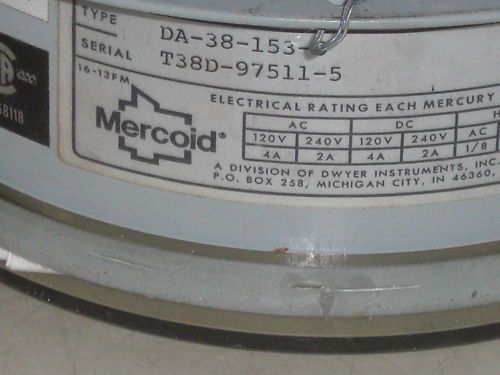 TYPE DA-38-153-
SERIAL T38D-97511-5
16-13FM
58118
Mercoid®
ELECTRICAL RATING EACH MERCURY
AC DC H
120V 240V 120V 240V AC
4A 2A 4A 2A 1/8
A DIVISION OF DWYER INSTRUMENTS, INC.
P.O. BOX 258, MICHIGAN CITY, IN 46360,